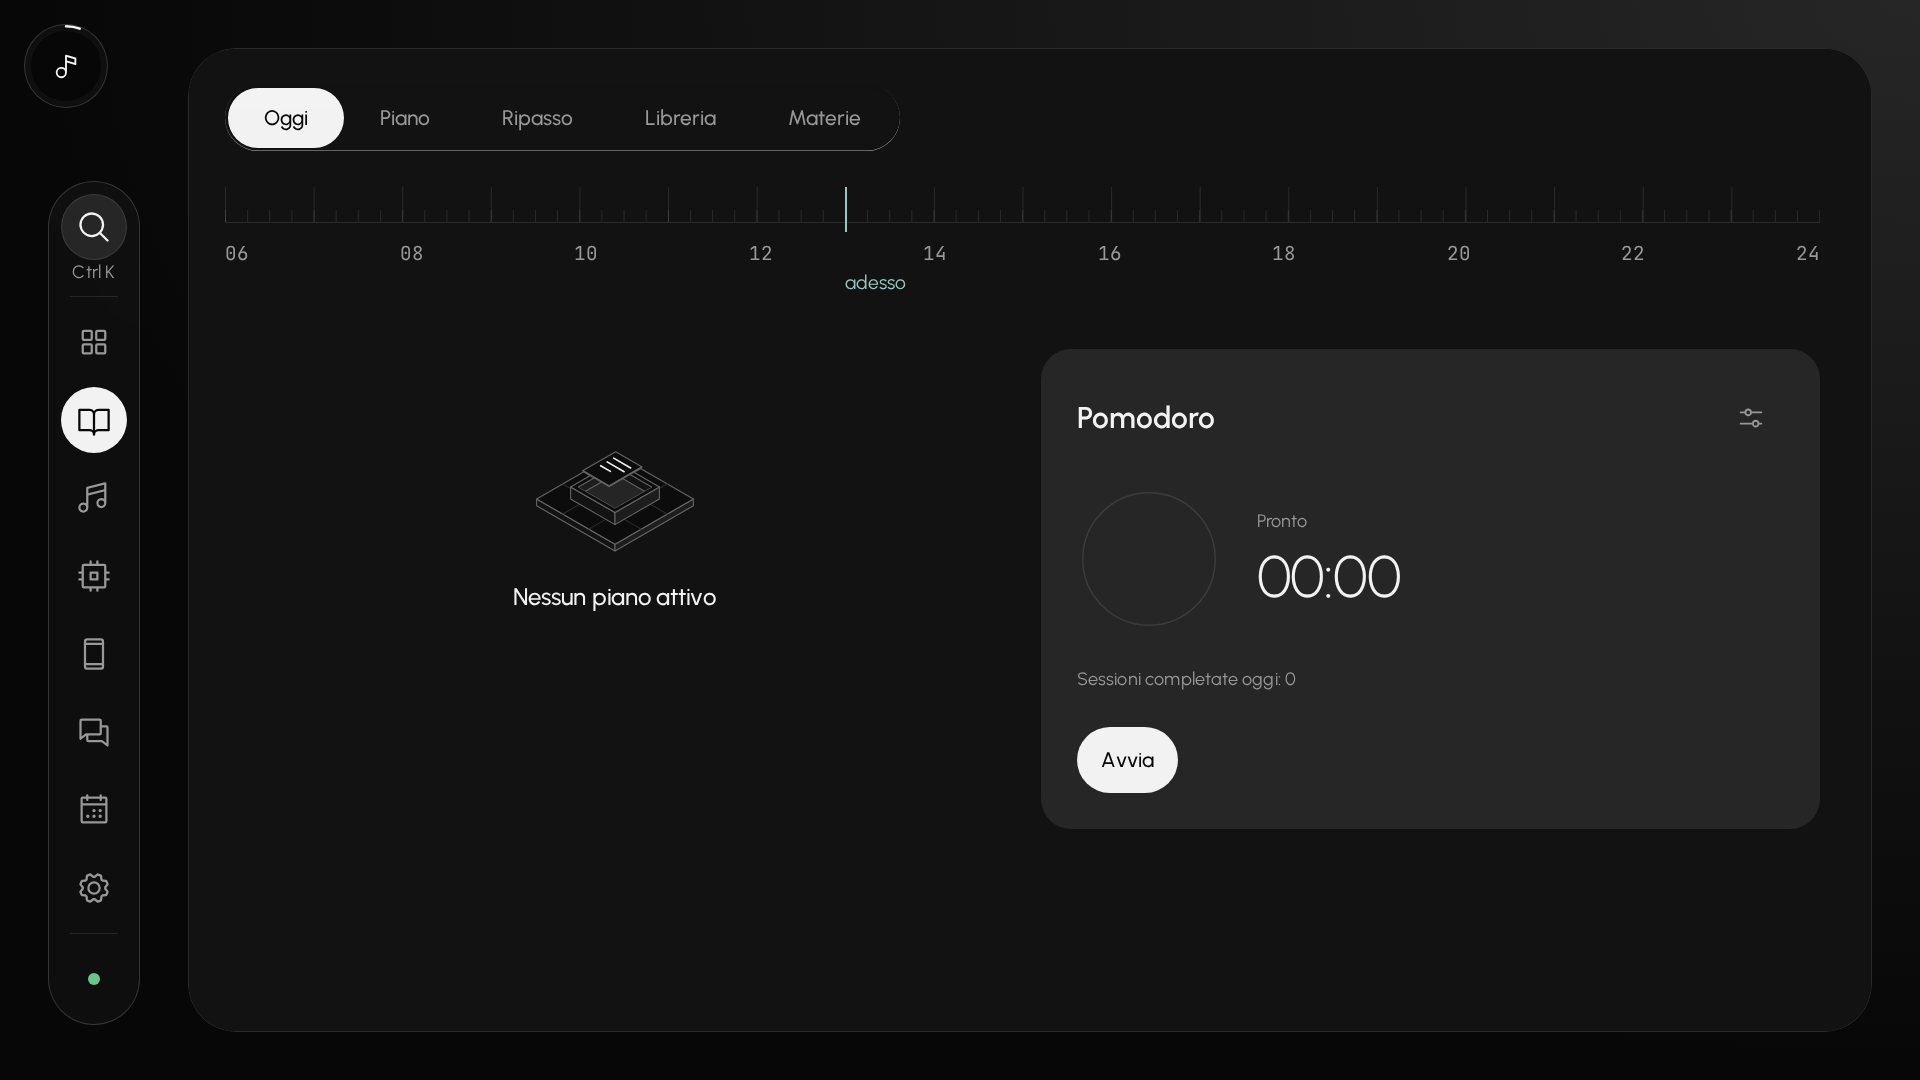 Oggi Piano Ripasso Libreria Materie
Ctrl K
06 08 10 12 14 16 18 20 22 24
adesso
Pomodoro
Pronto
00:00
Nessun piano attivo
Sessioni completate oggi: 0
Avvia